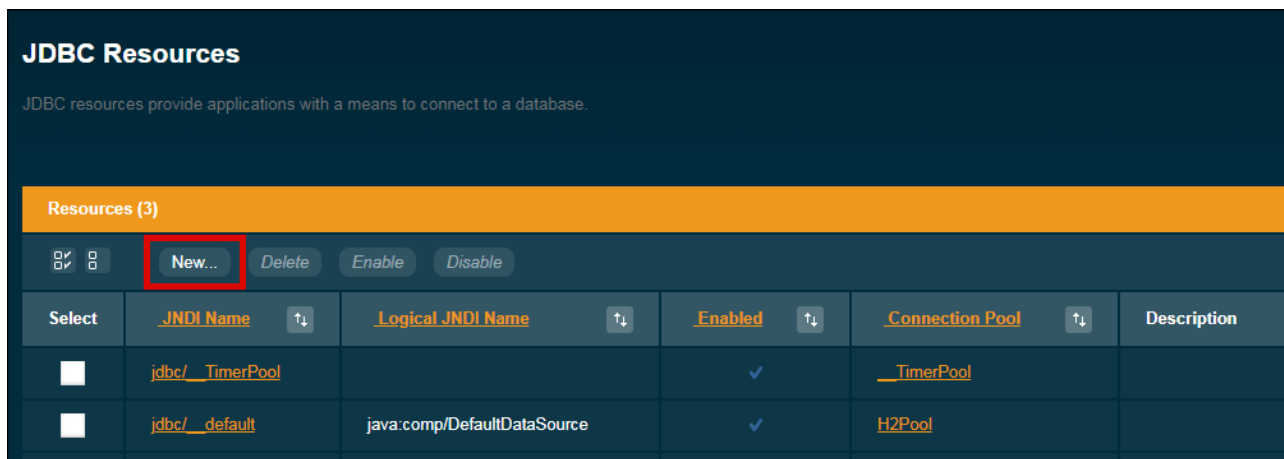 JDBC Resources
JDBC resources provide applications with a means to connect to a database.
Resources (3)
New... Delete Enable Disable
Select JNDI Name Logical JNDI Name Enabled Connection Pool Description
jdbc/__TimerPool __TimerPool
jdbc/__default java:comp/DefaultDataSource H2Pool